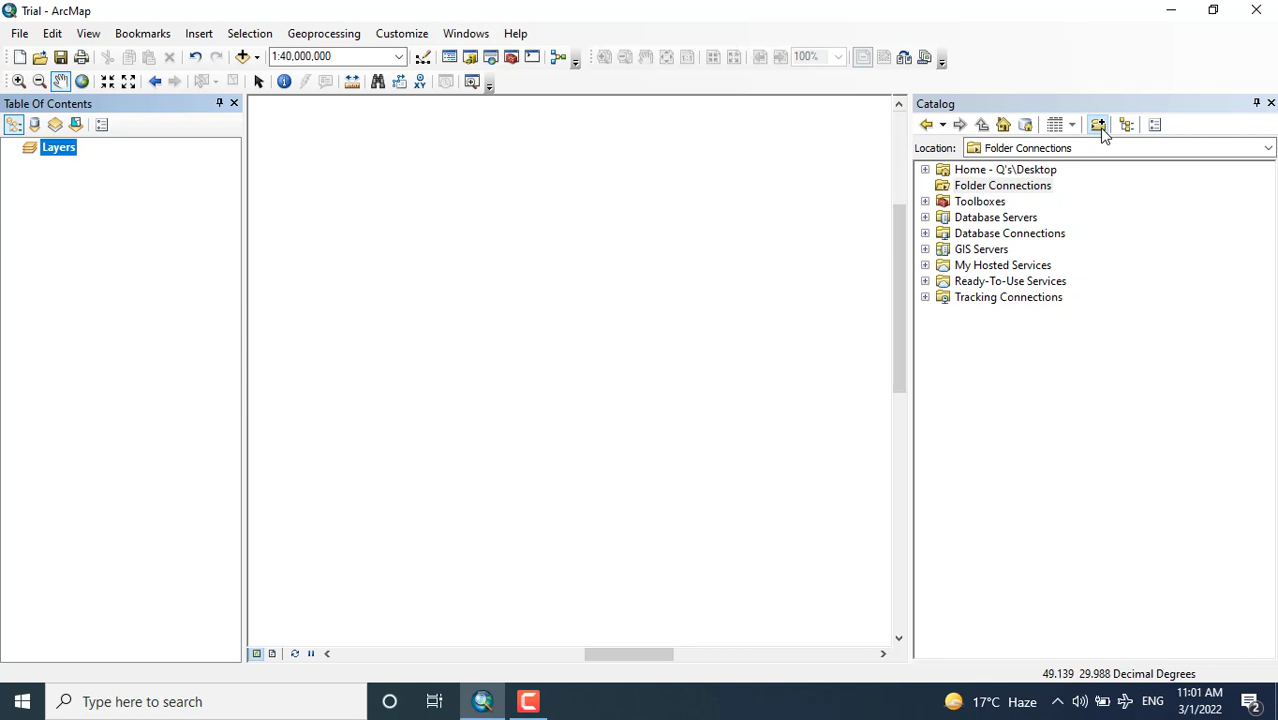 Trial - ArcMap
File Edit View Bookmarks Insert Selection Geoprocessing Customize Windows Help
1:40,000,000
100%
Table Of Contents
Layers
Catalog
Location: Folder Connections
Home - Q's\Desktop
Folder Connections
Toolboxes
Database Servers
Database Connections
GIS Servers
My Hosted Services
Ready-To-Use Services
Tracking Connections
49.139 29.988 Decimal Degrees
Type here to search
17°C Haze
ENG
11:01 AM
3/1/2022
2